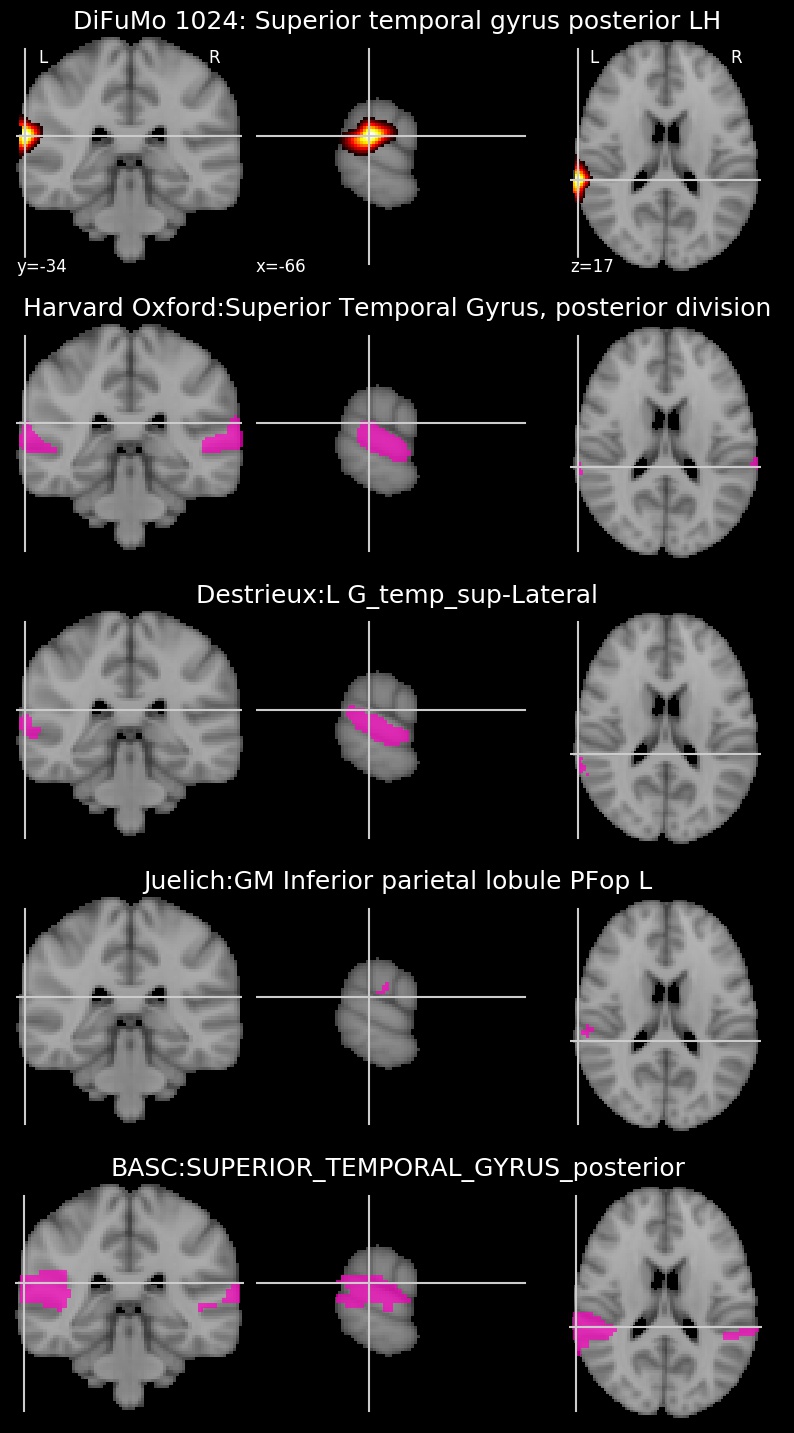 DiFuMo 1024: Superior temporal gyrus posterior LH
L R L R
y=-34 x=-66 z=17
Harvard Oxford:Superior Temporal Gyrus, posterior division
Destrieux:L G_temp_sup-Lateral
Juelich:GM Inferior parietal lobule PFop L
BASC:SUPERIOR_TEMPORAL_GYRUS_posterior